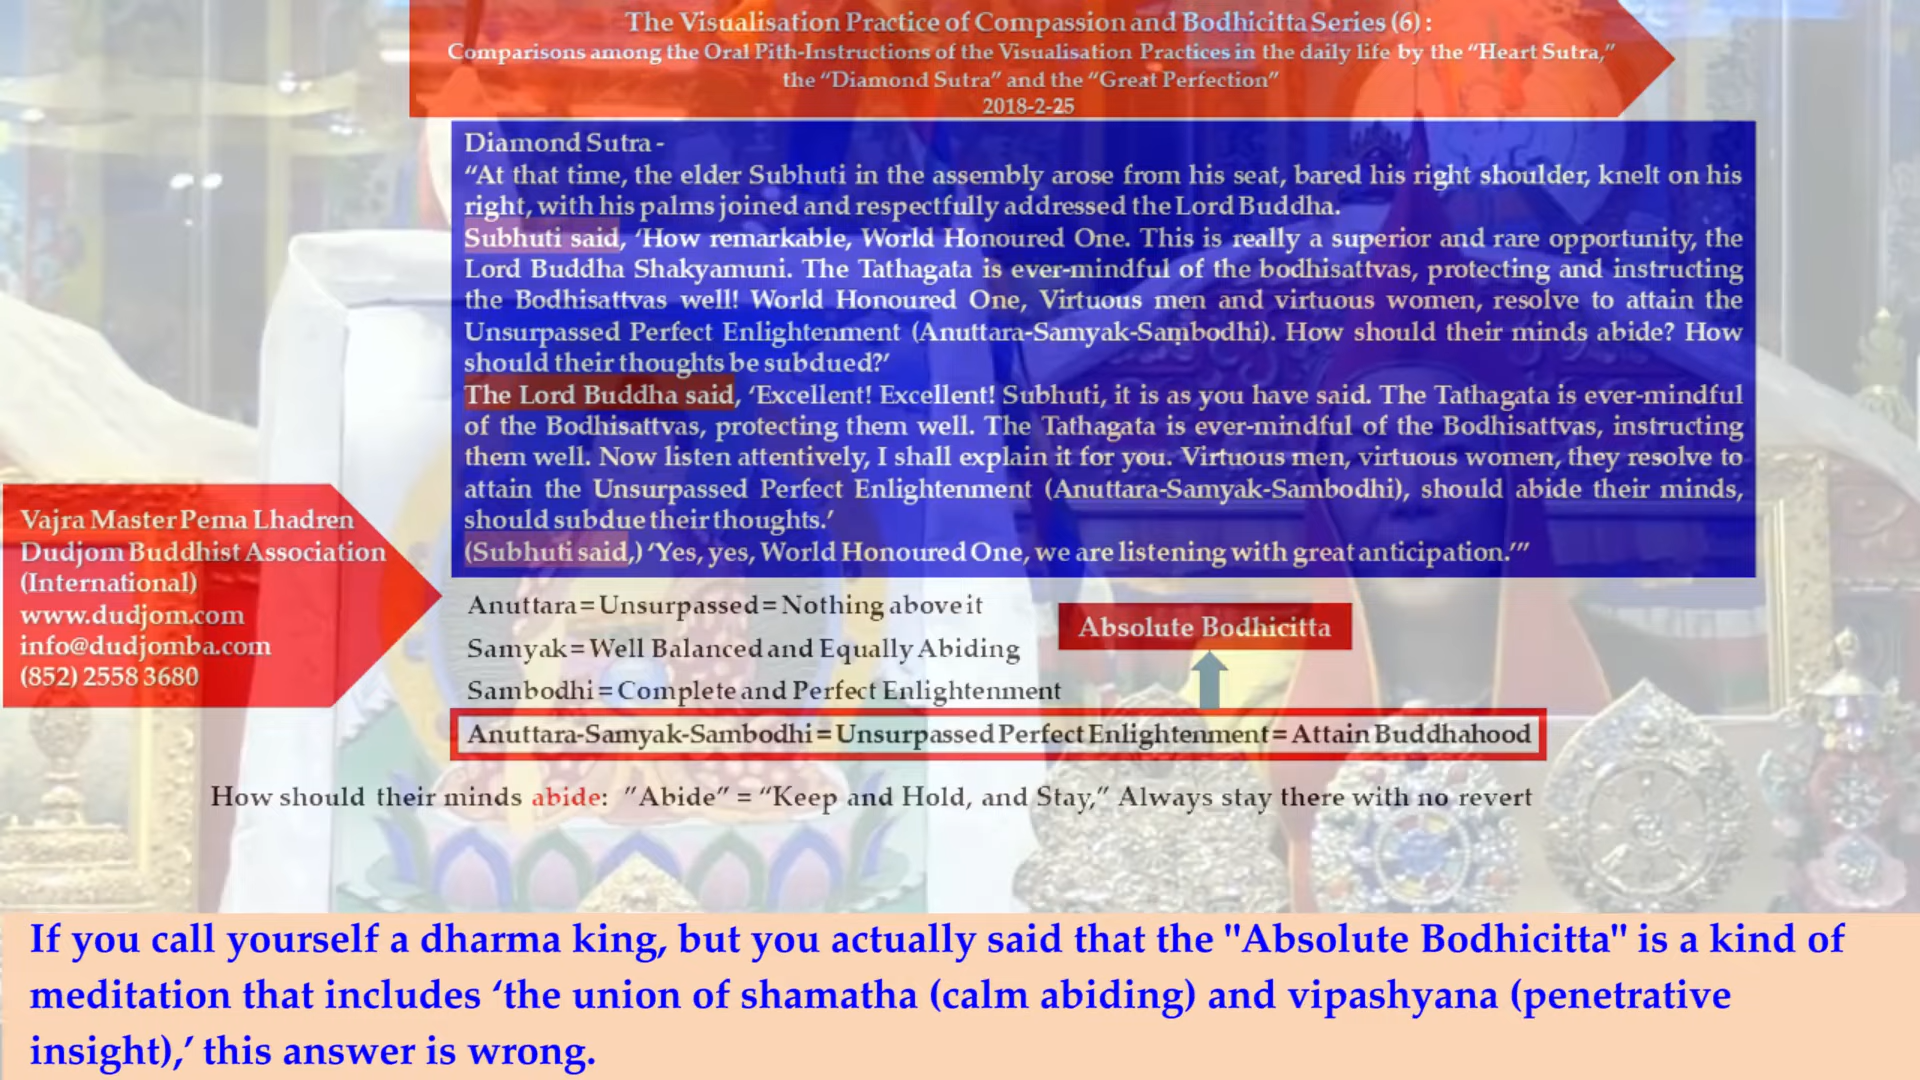 The Visualisation Practice of Compassion and Bodhicitta Series (6) :
Comparisons among the Oral Pith-Instructions of the Visualisation Practices in the daily life by the “Heart Sutra,”
the “Diamond Sutra” and the “Great Perfection”
2018-2-25
Diamond Sutra -
“At that time, the elder Subhuti in the assembly arose from his seat, bared his right shoulder, knelt on his
right, with his palms joined and respectfully addressed the Lord Buddha.
Subhuti said, ‘How remarkable, World Honoured One. This is really a superior and rare opportunity, the
Lord Buddha Shakyamuni. The Tathagata is ever-mindful of the bodhisattvas, protecting and instructing
the Bodhisattvas well! World Honoured One, Virtuous men and virtuous women, resolve to attain the
Unsurpassed Perfect Enlightenment (Anuttara-Samyak-Sambodhi). How should their minds abide? How
should their thoughts be subdued?’
The Lord Buddha said, ‘Excellent! Excellent! Subhuti, it is as you have said. The Tathagata is ever-mindful
of the Bodhisattvas, protecting them well. The Tathagata is ever-mindful of the Bodhisattvas, instructing
them well. Now listen attentively, I shall explain it for you. Virtuous men, virtuous women, they resolve to
attain the Unsurpassed Perfect Enlightenment (Anuttara-Samyak-Sambodhi), should abide their minds,
should subdue their thoughts.’
(Subhuti said,) ‘Yes, yes, World Honoured One, we are listening with great anticipation.’”
Vajra Master Pema Lhadren
Dudjom Buddhist Association
(International)
www.dudjom.com
info@dudjomba.com
(852) 2558 3680
Anuttara=Unsurpassed=Nothing above it
Samyak=Well Balanced and Equally Abiding
Sambodhi=Complete and Perfect Enlightenment
Absolute Bodhicitta
Anuttara-Samyak-Sambodhi=Unsurpassed Perfect Enlightenment=Attain Buddhahood
How should their minds abide: ”Abide” = “Keep and Hold, and Stay,” Always stay there with no revert
If you call yourself a dharma king, but you actually said that the "Absolute Bodhicitta" is a kind of
meditation that includes ‘the union of shamatha (calm abiding) and vipashyana (penetrative
insight),’ this answer is wrong.